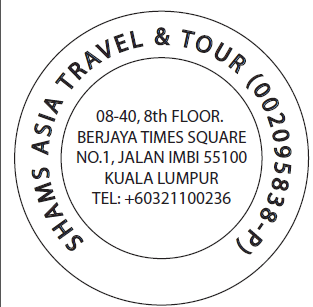 SHAMS ASIA TRAVEL & TOUR (002095838-P)
08-40, 8th FLOOR.
BERJAYA TIMES SQUARE
NO.1, JALAN IMBI 55100
KUALA LUMPUR
TEL: +60321100236